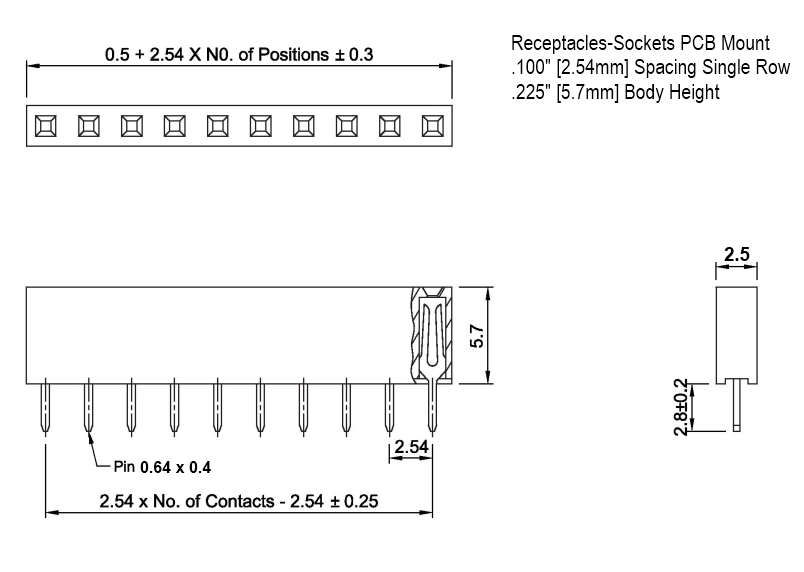 0.5 + 2.54 X N0. of Positions ± 0.3
Receptacles-Sockets PCB Mount
.100" [2.54mm] Spacing Single Row
.225" [5.7mm] Body Height
2.5
5.7
2.8±0.2
2.54
Pin 0.64 x 0.4
2.54 x No. of Contacts - 2.54 ± 0.25